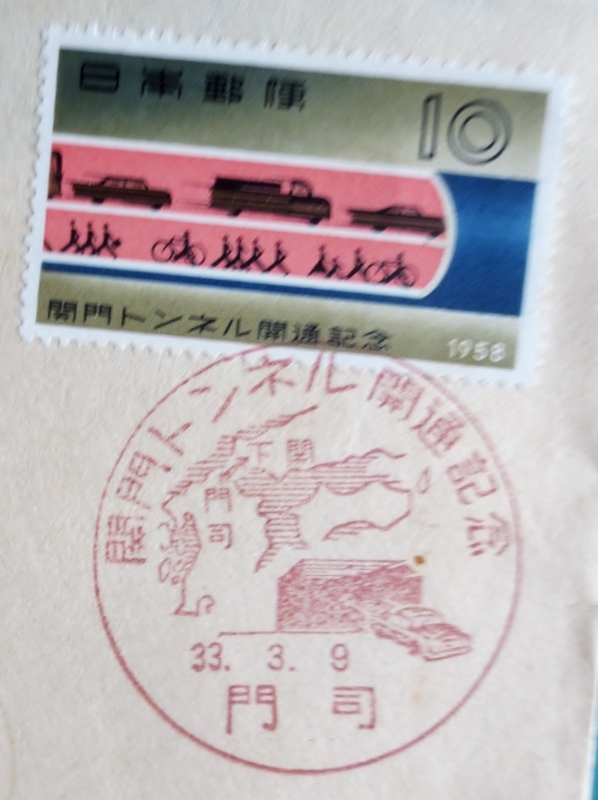 日本郵便
10
関門トンネル開通記念
1958
関門トンネル開通記念
下関
門司
33. 3. 9
門司